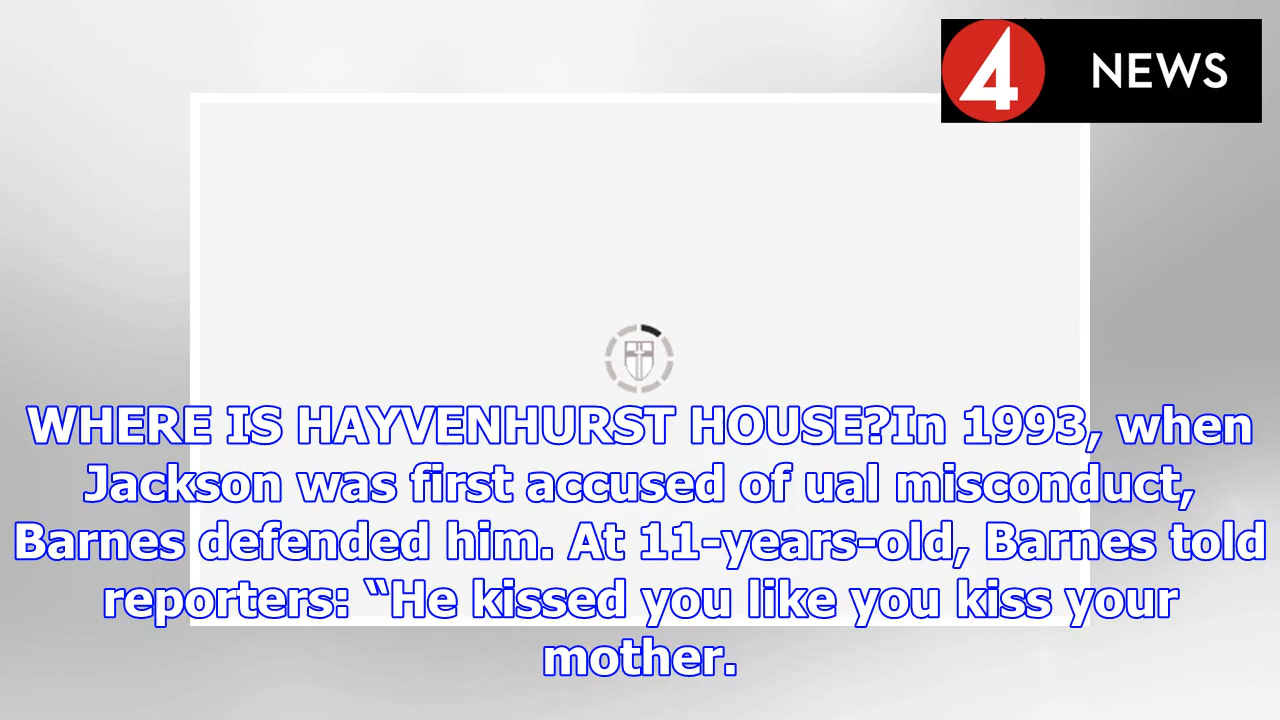 4 NEWS
WHERE IS HAYVENHURST HOUSE?In 1993, when
Jackson was first accused of ual misconduct,
Barnes defended him. At 11-years-old, Barnes told
reporters: “He kissed you like you kiss your
mother.